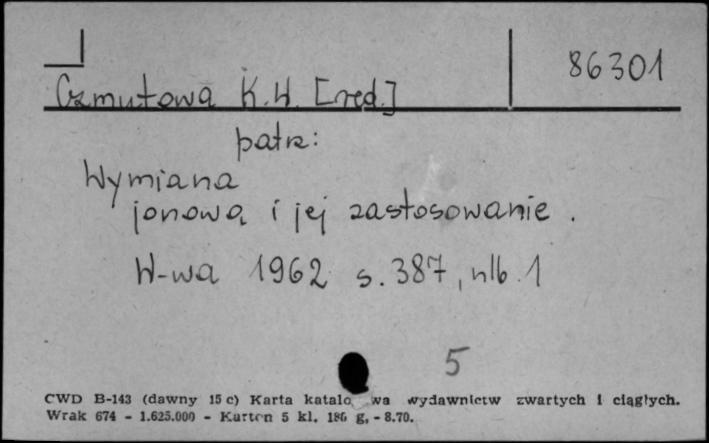 86301
Czmutowa K.W. [red.]
patrz:
Wymiana
jonową i jej zastosowanie.
W-wa 1962 s. 387, nlb. 1
5
CWD B-143 (dawny 15 c) Karta katalo wa wydawnictw zwartych i ciągłych.
Wrak 674 - 1.625.000 - Karton 5 kl. 180 g. - 8.70.